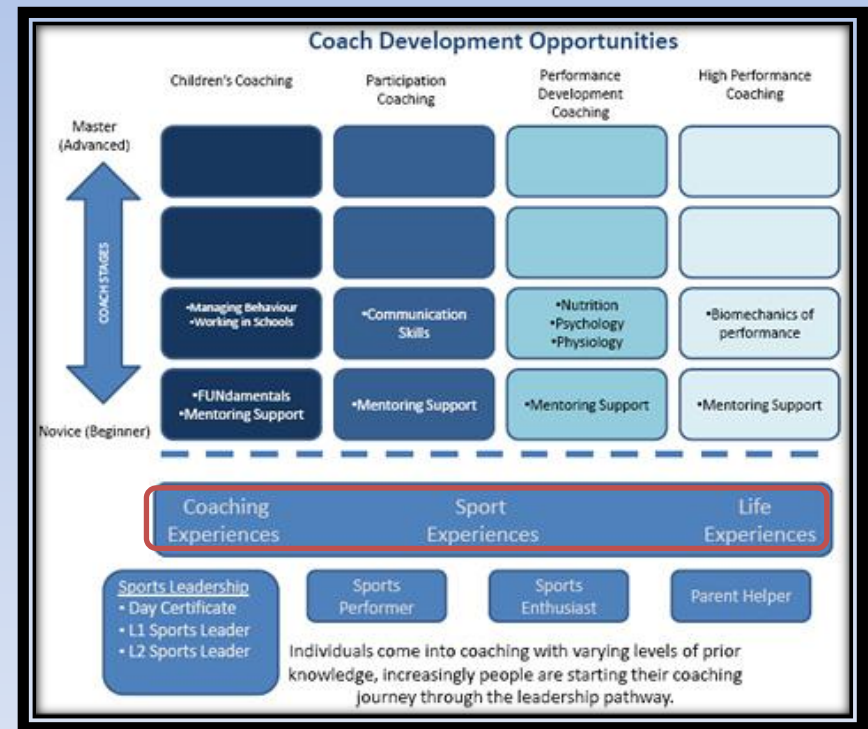 Coach Development Opportunities
Children's Coaching
Participation
Coaching
Performance
Development
Coaching
High Performance
Coaching
Master
(Advanced)
COACH STAGES
•Managing Behaviour
•Working in Schools
•Communication
Skills
•Nutrition
•Psychology
•Physiology
•Biomechanics of
performance
•FUNdamentals
•Mentoring Support
•Mentoring Support
•Mentoring Support
•Mentoring Support
Novice (Beginner)
Coaching
Experiences
Sport
Experiences
Life
Experiences
Sports Leadership
• Day Certificate
• L1 Sports Leader
• L2 Sports Leader
Sports
Performer
Sports
Enthusiast
Parent Helper
Individuals come into coaching with varying levels of prior
knowledge, increasingly people are starting their coaching
journey through the leadership pathway.